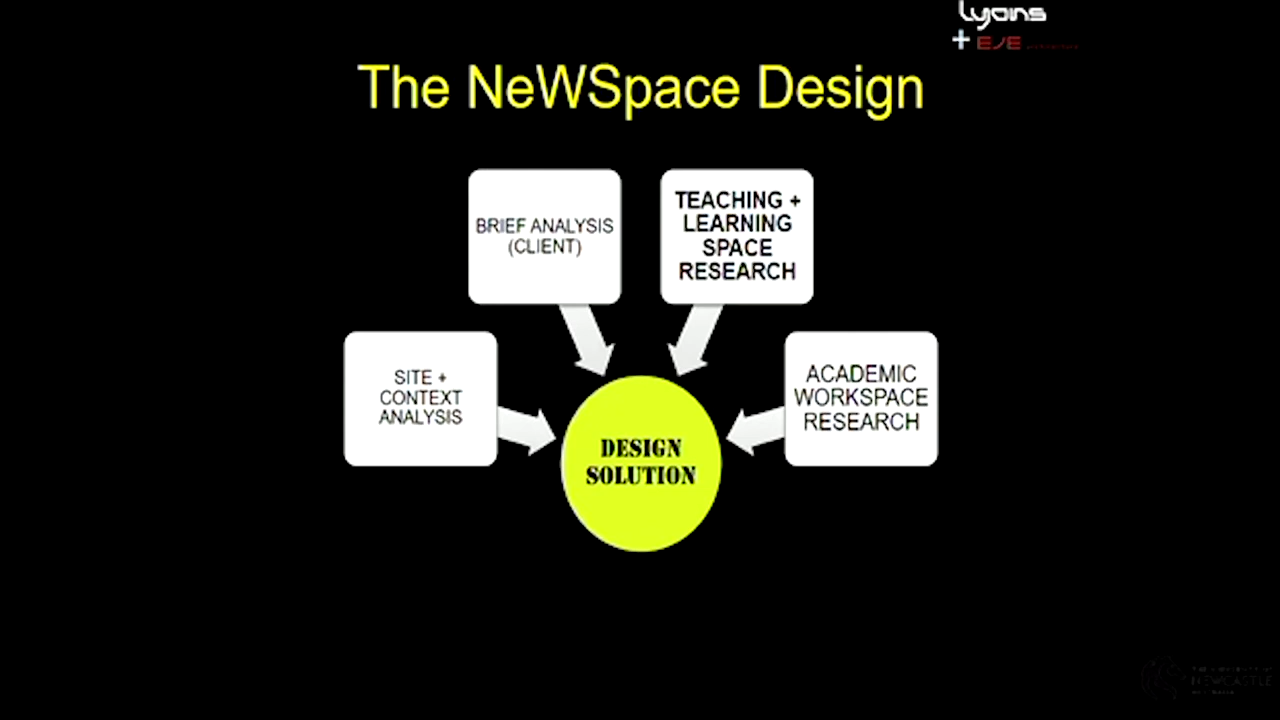 Lyons
+ EJE
The NeWSpace Design
BRIEF ANALYSIS
(CLIENT)
TEACHING +
LEARNING
SPACE
RESEARCH
SITE +
CONTEXT
ANALYSIS
ACADEMIC
WORKSPACE
RESEARCH
DESIGN
SOLUTION
NEWCASTLE